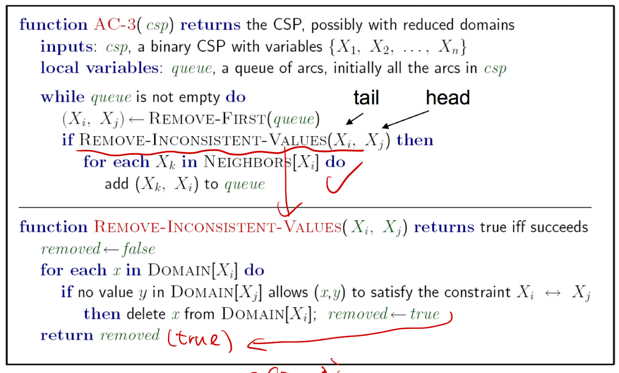 function AC-3( csp) returns the CSP, possibly with reduced domains
inputs: csp, a binary CSP with variables {X1, X2, ..., Xn}
local variables: queue, a queue of arcs, initially all the arcs in csp
while queue is not empty do
tail head
(Xi, Xj) ← REMOVE-FIRST(queue)
if REMOVE-INCONSISTENT-VALUES(Xi, Xj) then
for each Xk in NEIGHBORS[Xi] do
add (Xk, Xi) to queue
function REMOVE-INCONSISTENT-VALUES( Xi, Xj) returns true iff succeeds
removed ← false
for each x in DOMAIN[Xi] do
if no value y in DOMAIN[Xj] allows (x,y) to satisfy the constraint Xi ↔ Xj
then delete x from DOMAIN[Xi]; removed ← true
return removed (true)